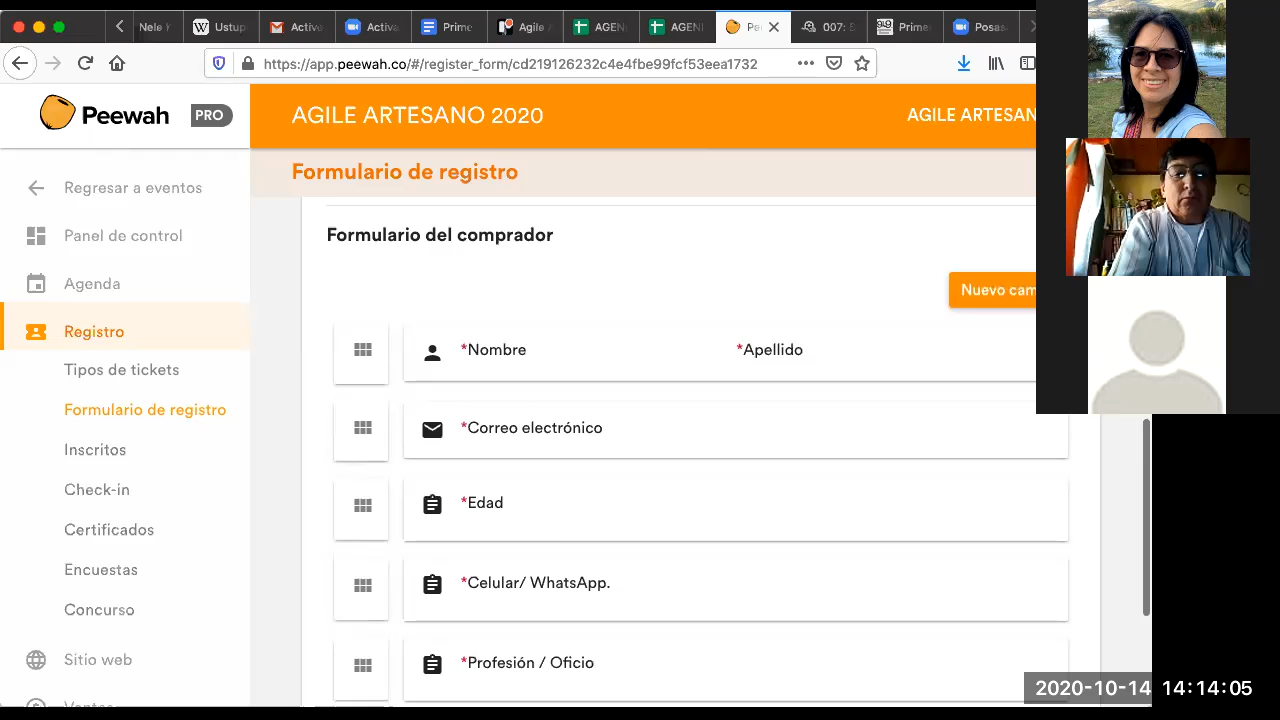 Nele
Ustup
Activo
Activa
Prime
Agile
AGEN
AGEN
Pe
007:
Prime
Posas
https://app.peewah.co/#/register_form/cd219126232c4e4fbe99fcf53eea1732
Peewah PRO
AGILE ARTESANO 2020
AGILE ARTESAN
Formulario de registro
Regresar a eventos
Panel de control
Agenda
Registro
Tipos de tickets
Formulario de registro
Inscritos
Check-in
Certificados
Encuestas
Concurso
Sitio web
Formulario del comprador
Nuevo cam
*Nombre
*Apellido
*Correo electrónico
*Edad
*Celular/ WhatsApp.
*Profesión / Oficio
2020-10-14 14:14:05